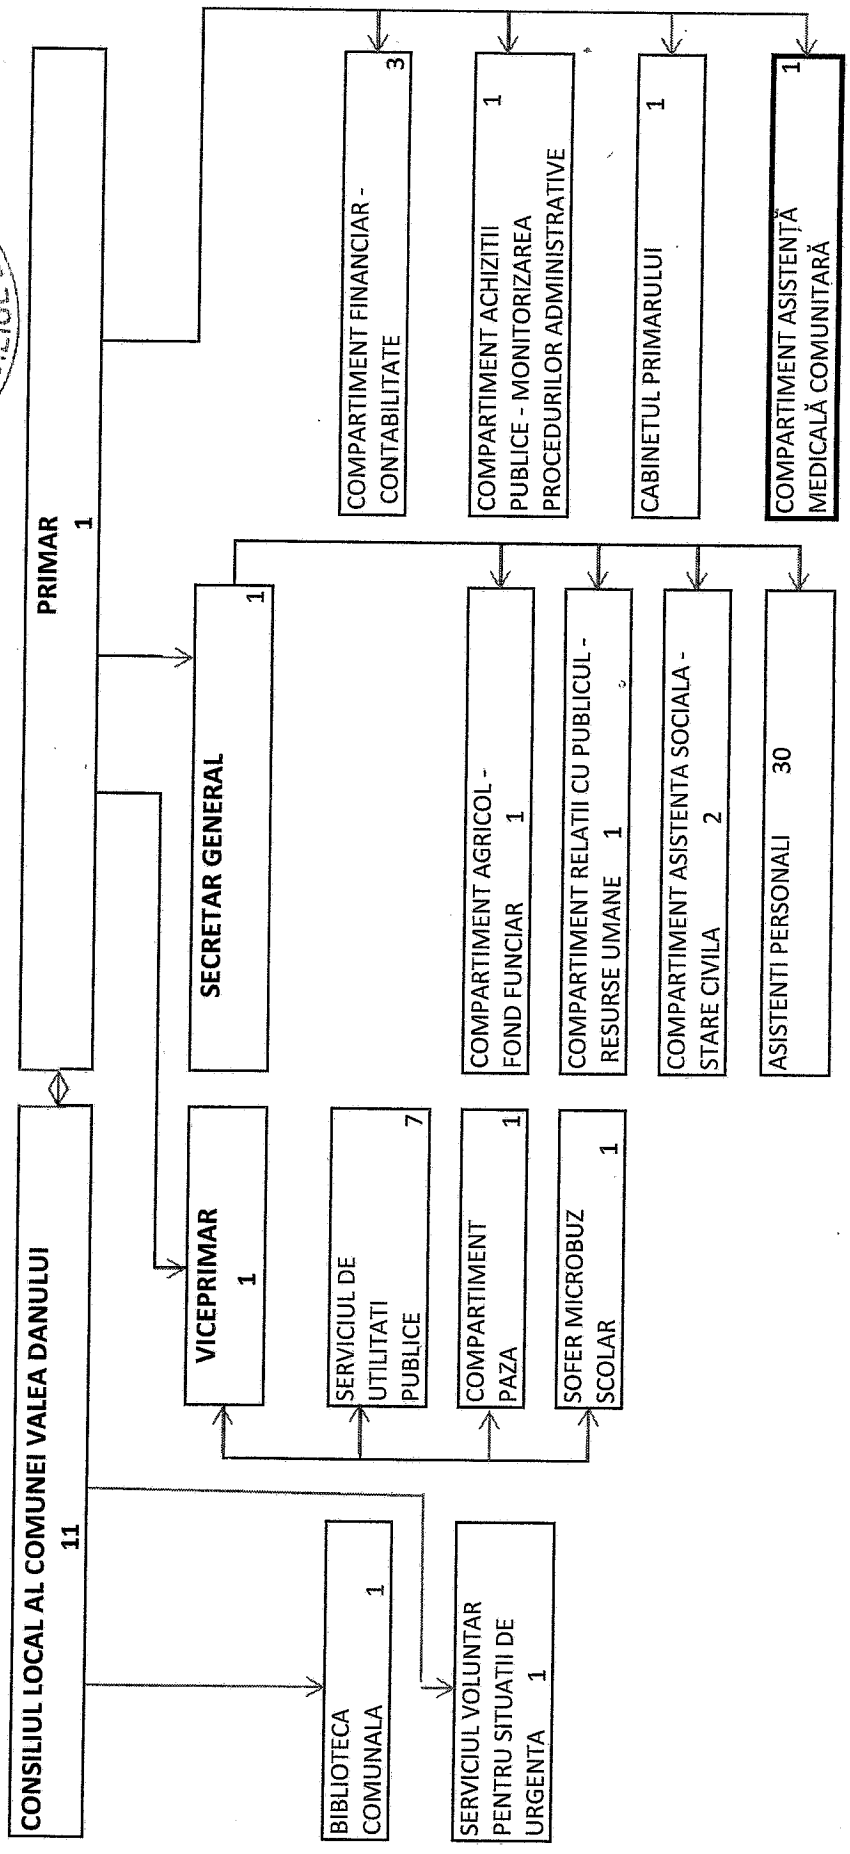 CONSILIUL LOCAL AL COMUNEI VALEA DANULUI
11
PRIMAR
1
VICEPRIMAR
1
SECRETAR GENERAL
1
BIBLIOTECA
COMUNALA 1
SERVICIUL VOLUNTAR
PENTRU SITUATII DE
URGENTA 1
SERVICIUL DE
UTILITATI
PUBLICE 7
COMPARTIMENT
PAZA 1
SOFER MICROBUZ
SCOLAR 1
COMPARTIMENT AGRICOL -
FOND FUNCIAR 1
COMPARTIMENT RELATII CU PUBLICUL -
RESURSE UMANE 1
COMPARTIMENT ASISTENTA SOCIALA -
STARE CIVILA 2
ASISTENTI PERSONALI 30
COMPARTIMENT FINANCIAR -
CONTABILITATE 3
COMPARTIMENT ACHIZITII 1
PUBLICE - MONITORIZAREA
PROCEDURILOR ADMINISTRATIVE
CABINETUL PRIMARULUI 1
COMPARTIMENT ASISTENȚĂ 1
MEDICALĂ COMUNITARĂ